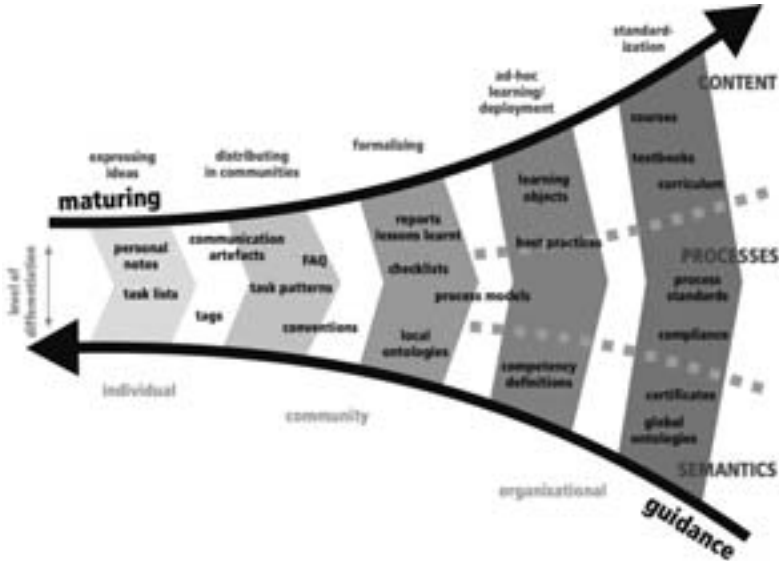 standard-
ization
CONTENT
ad-hoc
learning/
deployment
courses
formalising
textbooks
expressing
ideas
distributing
in communities
learning
objects
curriculum
maturing
reports
lessons learnt
personal
notes
communication
artefacts
FAQ
best practices
PROCESSES
level of
differentiation
checklists
task lists
task patterns
process models
process
standards
tags
conventions
local
ontologies
compliance
competency
definitions
individual
certificates
community
global
ontologies
SEMANTICS
organisational
guidance